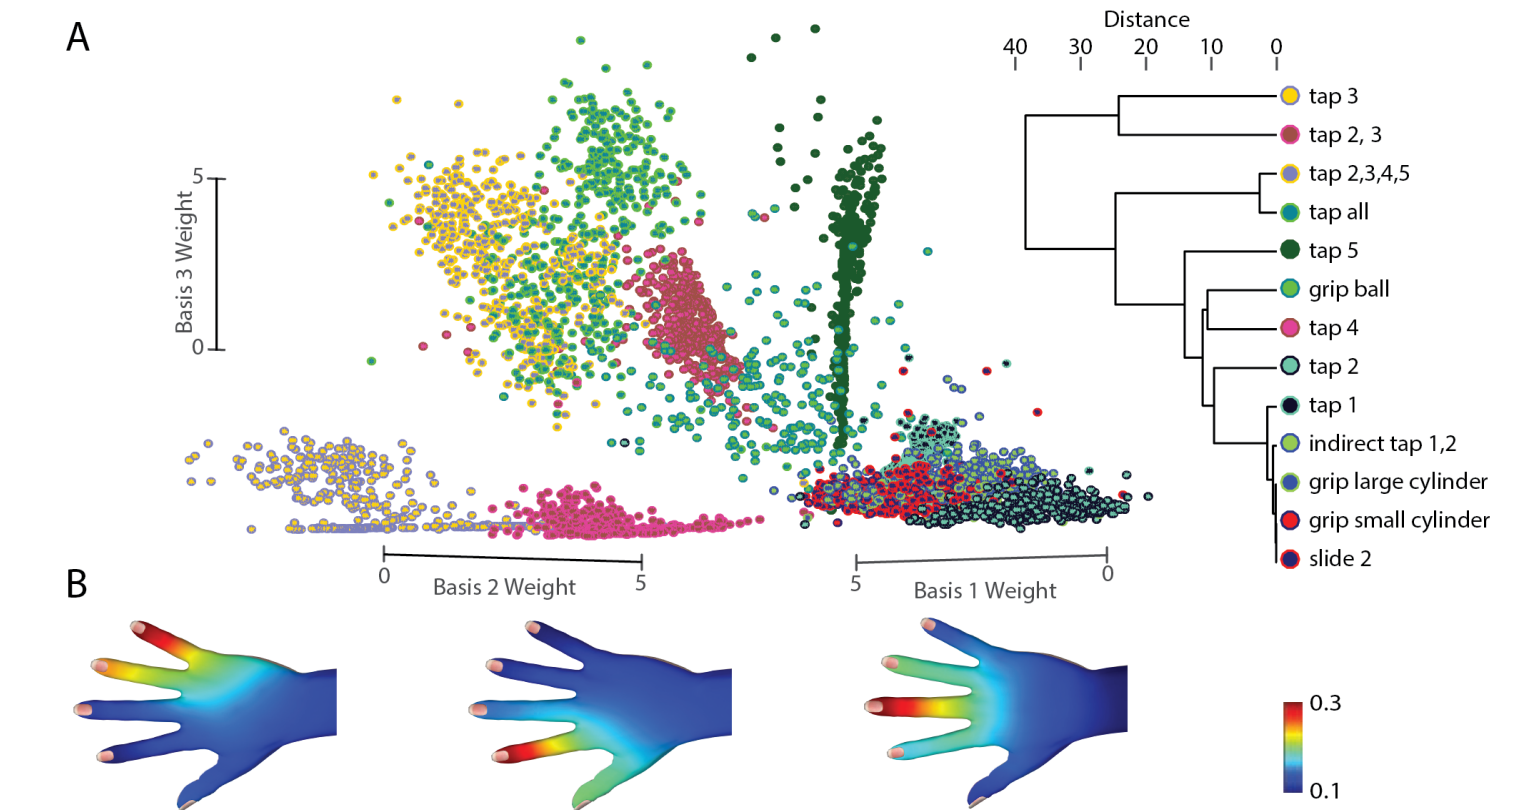 A
Distance
40 30 20 10 0
tap 3
tap 2, 3
tap 2,3,4,5
tap all
tap 5
grip ball
tap 4
tap 2
tap 1
indirect tap 1,2
grip large cylinder
grip small cylinder
slide 2
5
0
Basis 3 Weight
0
5
Basis 2 Weight
5
0
Basis 1 Weight
B
0.3
0.1